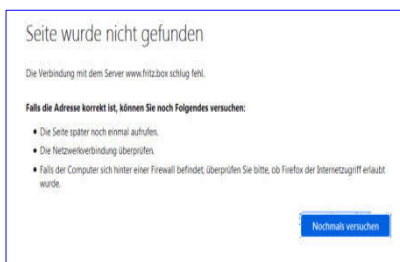 Seite wurde nicht gefunden
Die Verbindung mit dem Server www.fritz.box schlug fehl.
Falls die Adresse korrekt ist, können Sie noch Folgendes versuchen:
• Die Seite später noch einmal aufrufen.
• Die Netzwerkverbindung überprüfen.
• Falls der Computer sich hinter einer Firewall befindet, überprüfen Sie bitte, ob Firefox der Internetzugriff erlaubt
wurde.
Nochmals versuchen